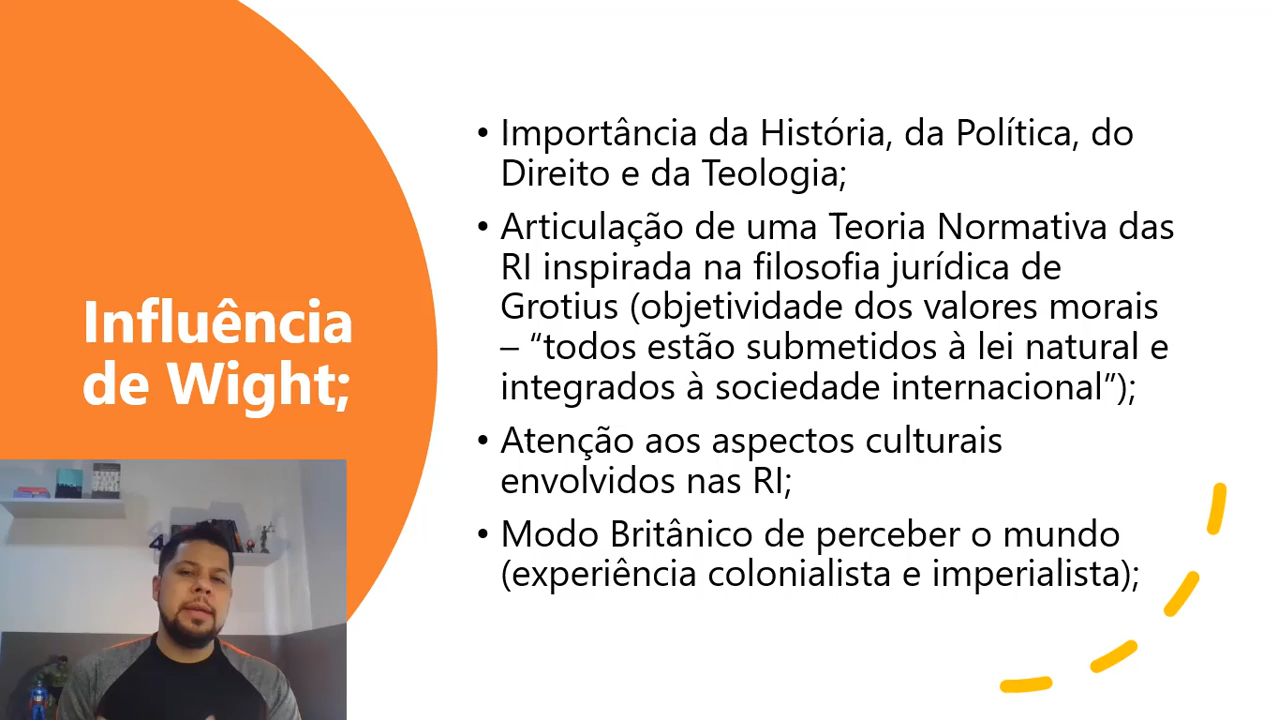 Influência
de Wight;
• Importância da História, da Política, do
Direito e da Teologia;
• Articulação de uma Teoria Normativa das
RI inspirada na filosofia jurídica de
Grotius (objetividade dos valores morais
– “todos estão submetidos à lei natural e
integrados à sociedade internacional”);
• Atenção aos aspectos culturais
envolvidos nas RI;
• Modo Britânico de perceber o mundo
(experiência colonialista e imperialista);